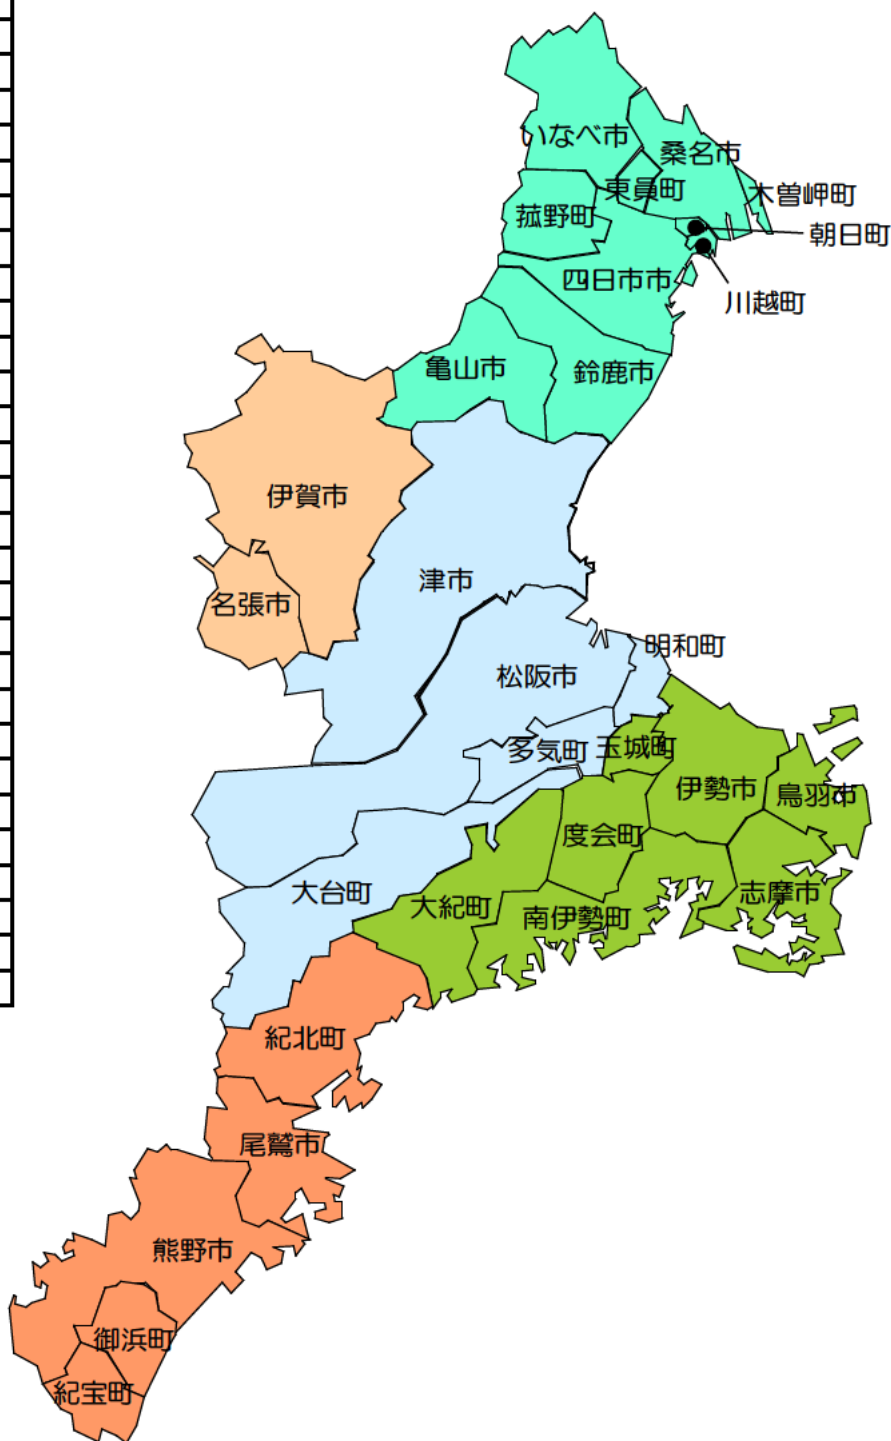 いなべ市
桑名市
東員町
木曽岬町
菰野町
朝日町
四日市市
川越町
亀山市
鈴鹿市
伊賀市
津市
名張市
明和町
松阪市
多気町
玉城町
伊勢市
鳥羽市
度会町
大台町
志摩市
大紀町
南伊勢町
紀北町
尾鷲市
熊野市
御浜町
紀宝町